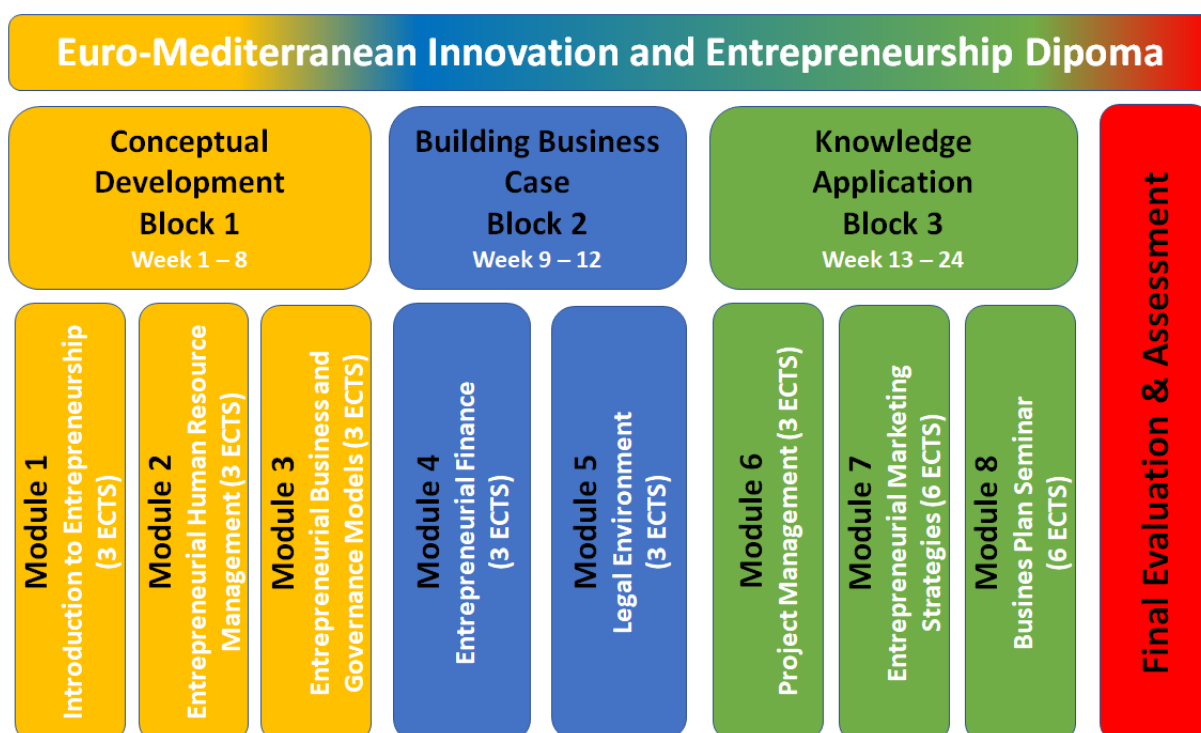 Euro-Mediterranean Innovation and Entrepreneurship Dipoma
Conceptual
Development
Block 1
Week 1 – 8
Building Business
Case
Block 2
Week 9 – 12
Knowledge
Application
Block 3
Week 13 – 24
Module 1
Introduction to Entrepreneurship
(3 ECTS)
Module 2
Entrepreneurial Human Resource
Management (3 ECTS)
Module 3
Entrepreneurial Business and
Governance Models (3 ECTS)
Module 4
Entrepreneurial Finance
(3 ECTS)
Module 5
Legal Environment
(3 ECTS)
Module 6
Project Management (3 ECTS)
Module 7
Entrepreneurial Marketing
Strategies (6 ECTS)
Module 8
Busines Plan Seminar
(6 ECTS)
Final Evaluation & Assessment